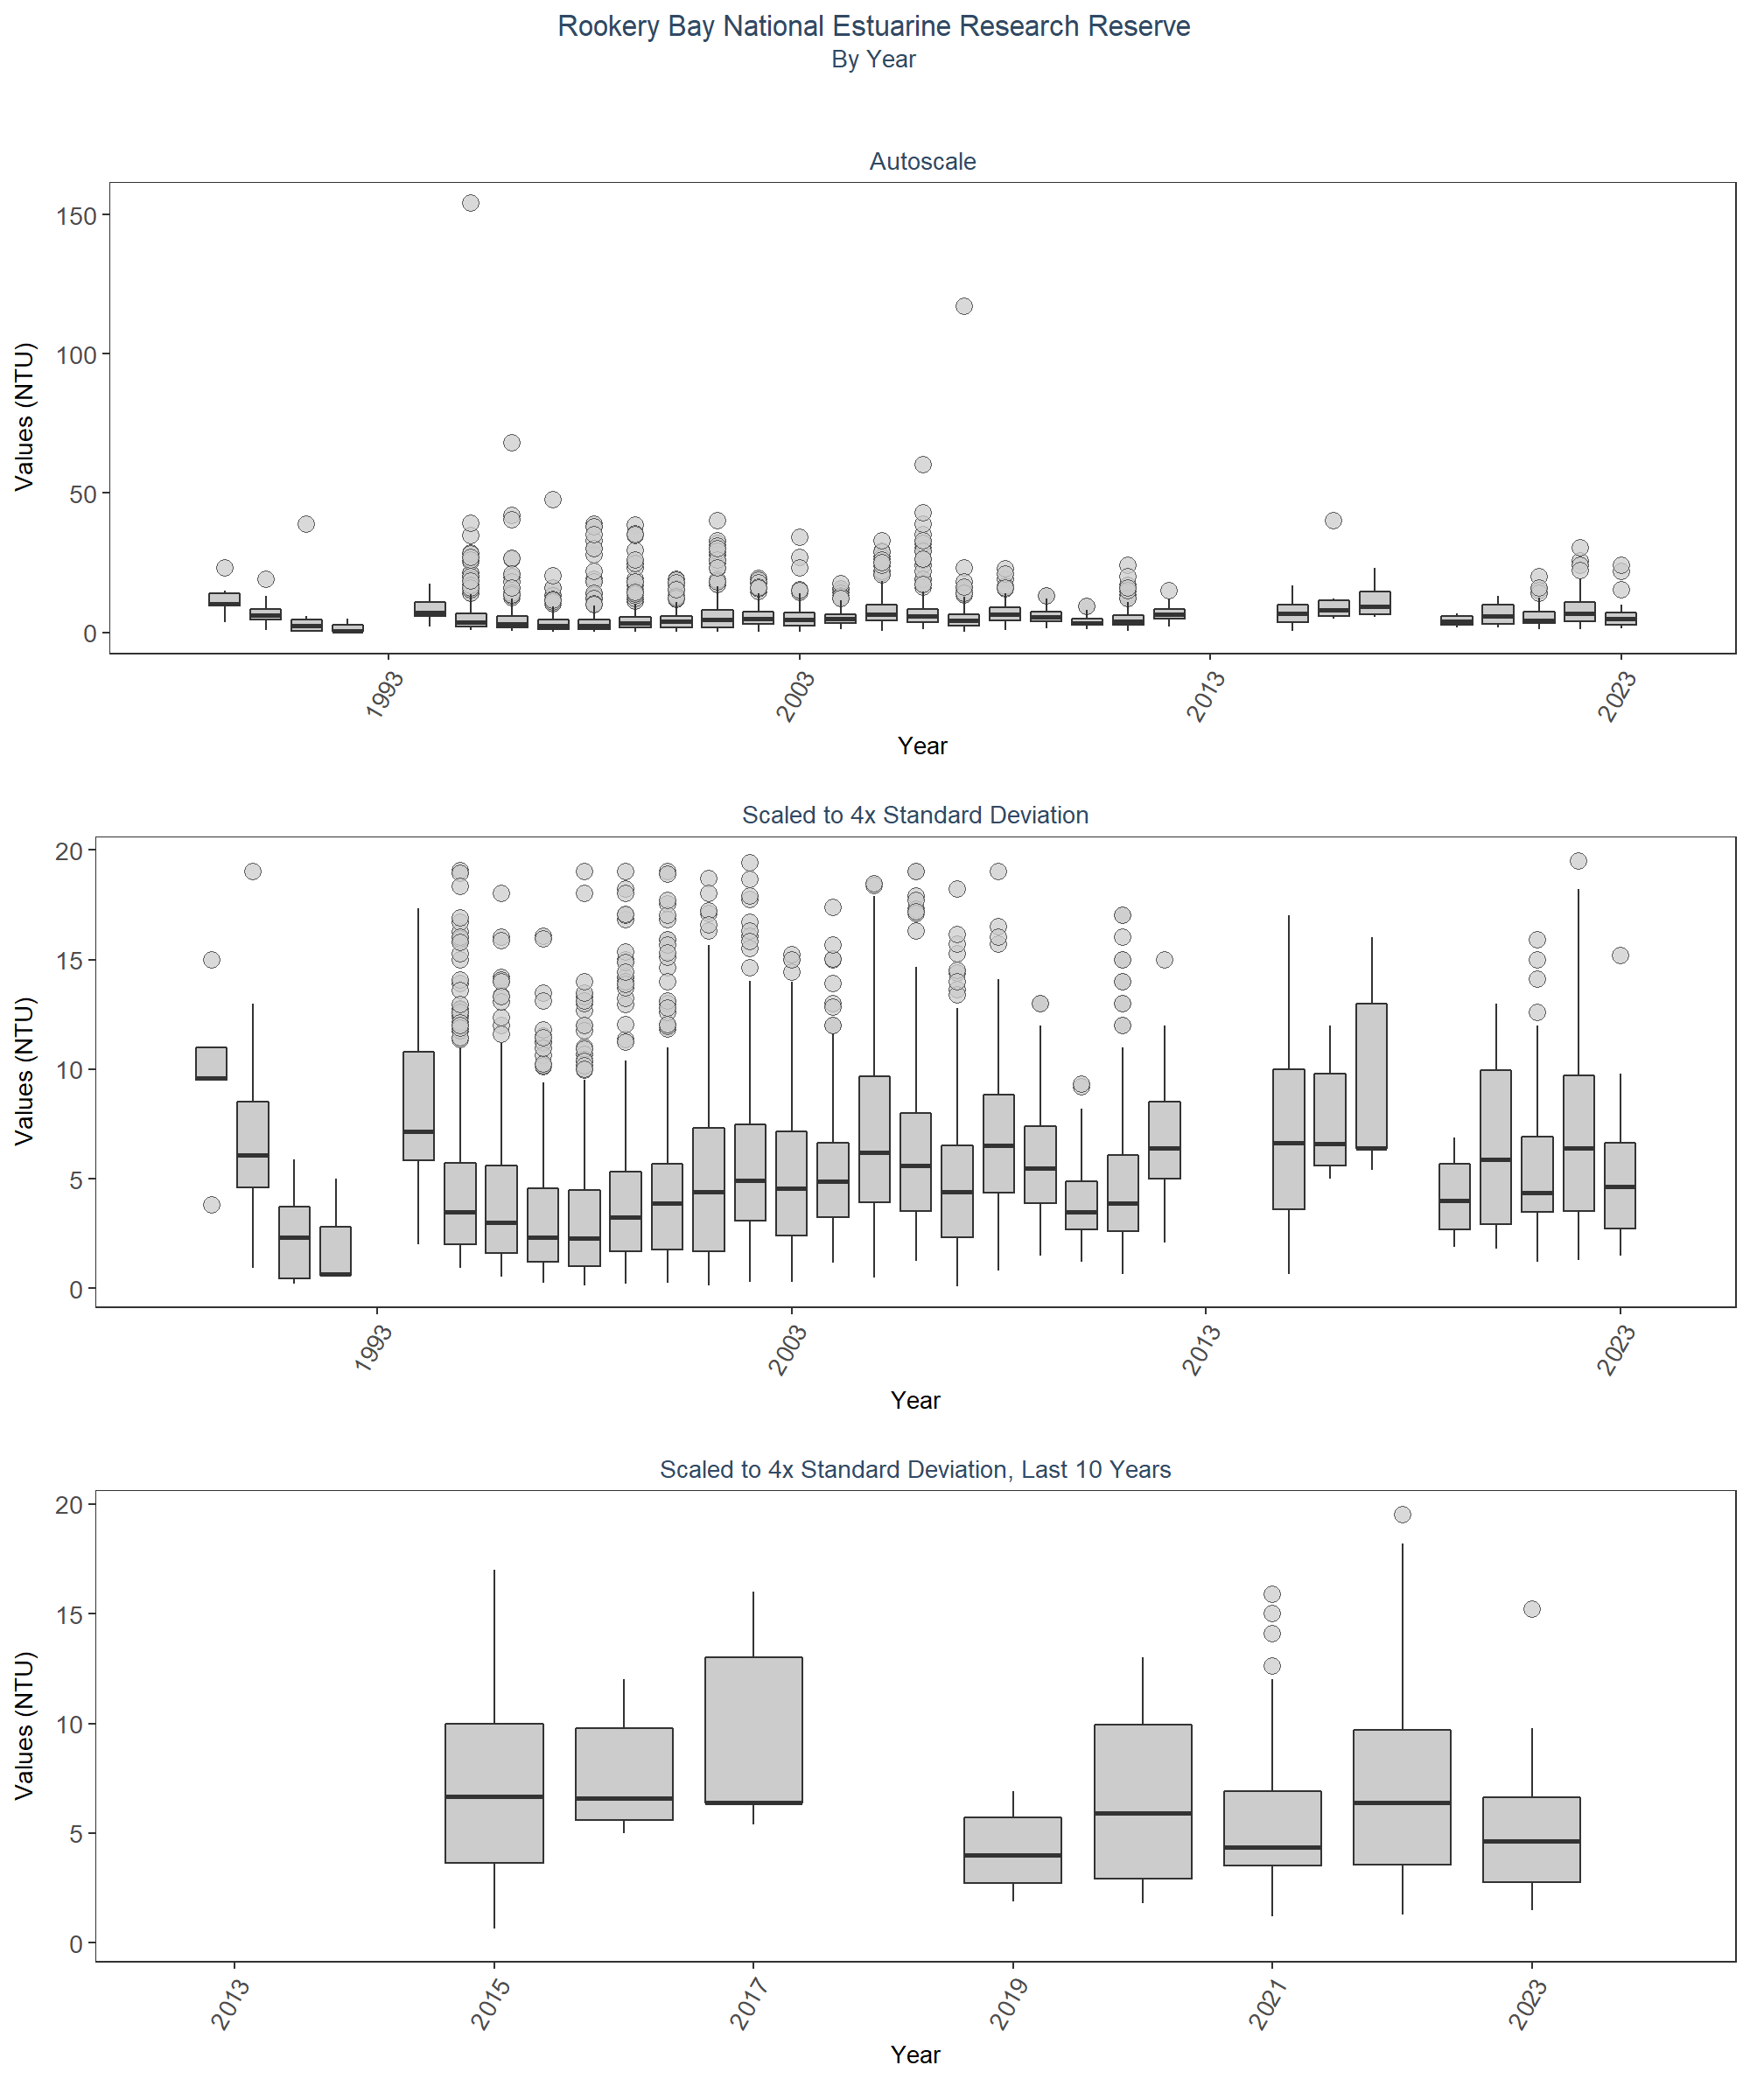 Rookery Bay National Estuarine Research Reserve
By Year
Autoscale
Values (NTU)
150
100
50
0
1993
2003
2013
2023
Year
Scaled to 4x Standard Deviation
Values (NTU)
20
15
10
5
0
1993
2003
2013
2023
Year
Scaled to 4x Standard Deviation, Last 10 Years
Values (NTU)
20
15
10
5
0
2013
2015
2017
2019
2021
2023
Year